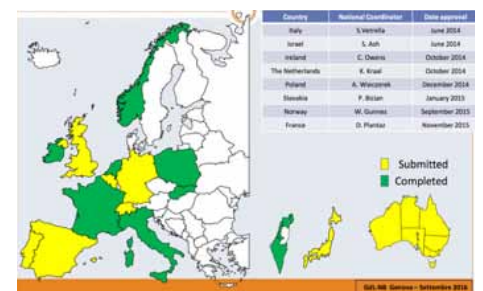 Country National Coordinator Date approval
Italy S.Vetrella June 2014
Israel S. Ash June 2014
Ireland C. Owens October 2014
The Netherlands K. Kraal October 2014
Poland A. Wieczorek December 2014
Slovakia P. Bician January 2015
Norway W. September 2015
France D. Plantaz November 2015
Submitted
Completed
Genova – Settembre 2016